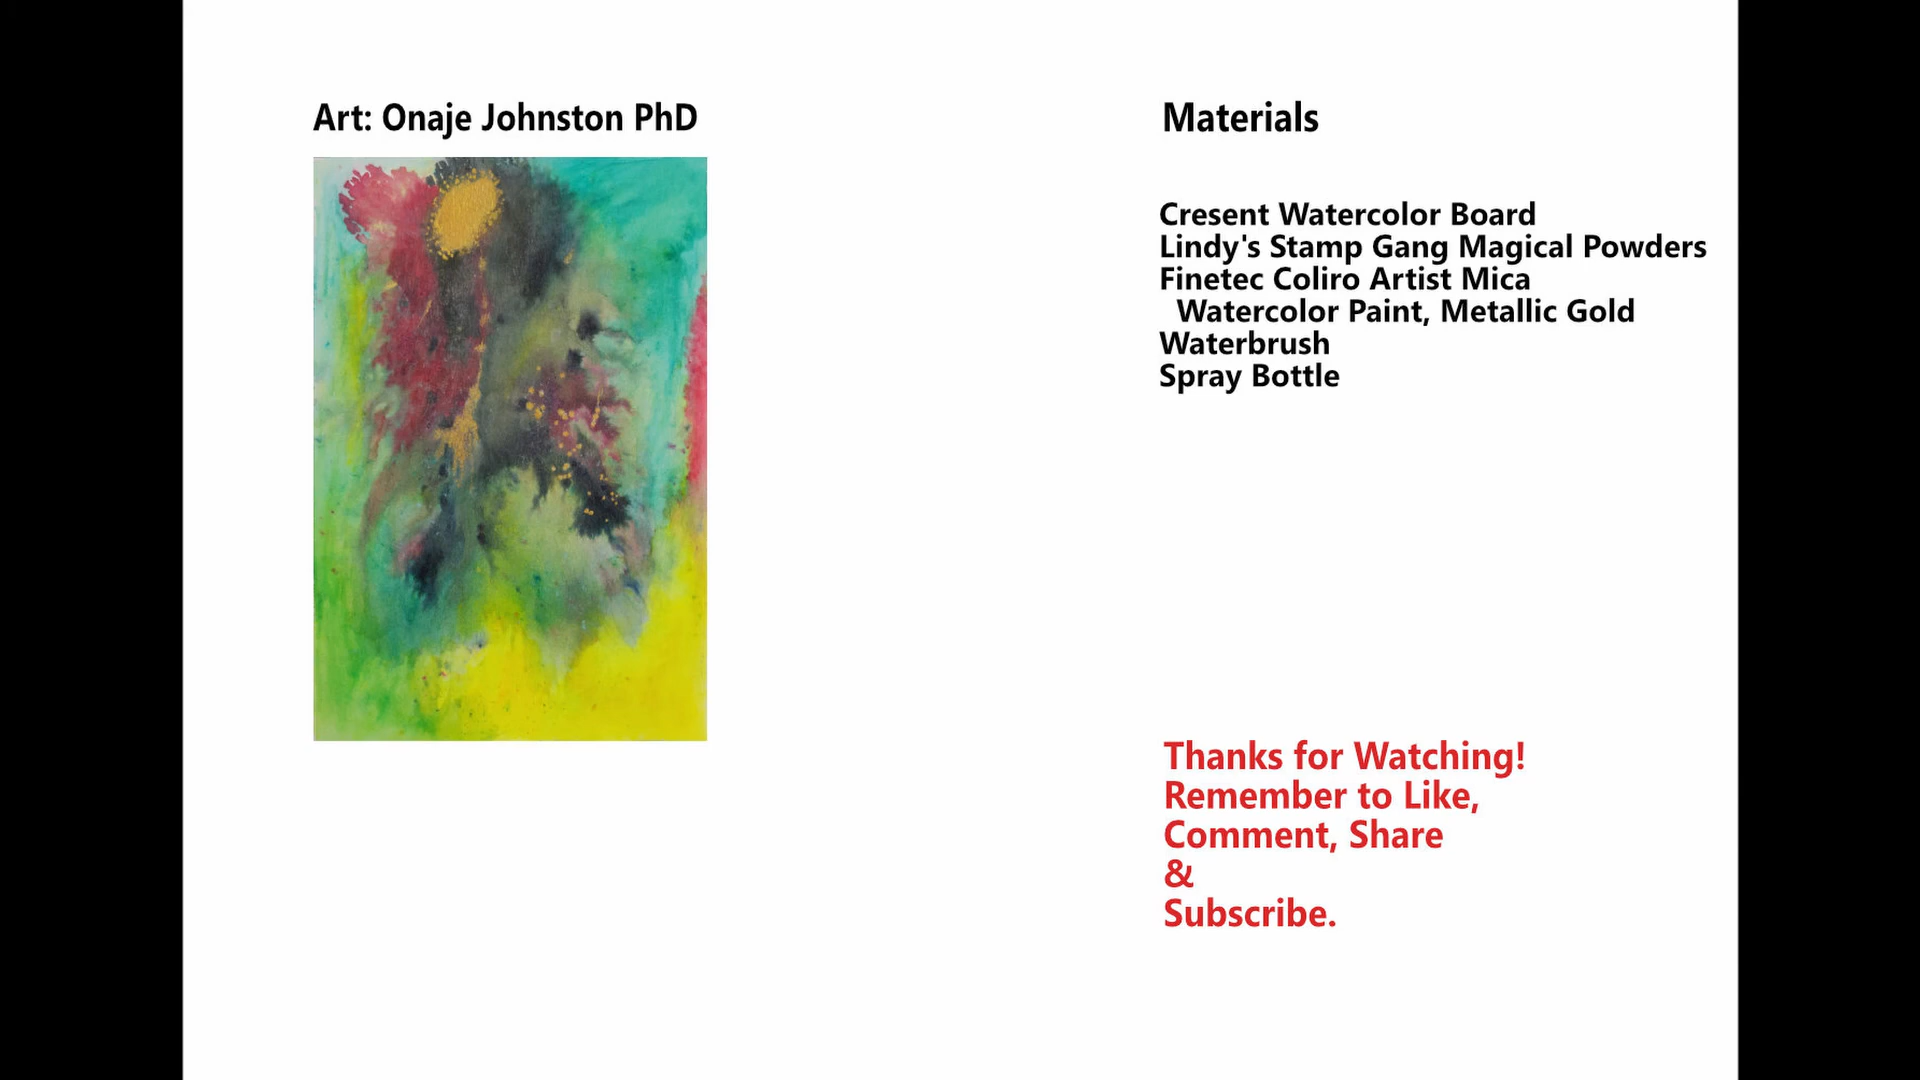 Art: Onaje Johnston PhD
Materials
Cresent Watercolor Board
Lindy's Stamp Gang Magical Powders
Finetec Coliro Artist Mica
Watercolor Paint, Metallic Gold
Waterbrush
Spray Bottle
Thanks for Watching!
Remember to Like,
Comment, Share
&
Subscribe.